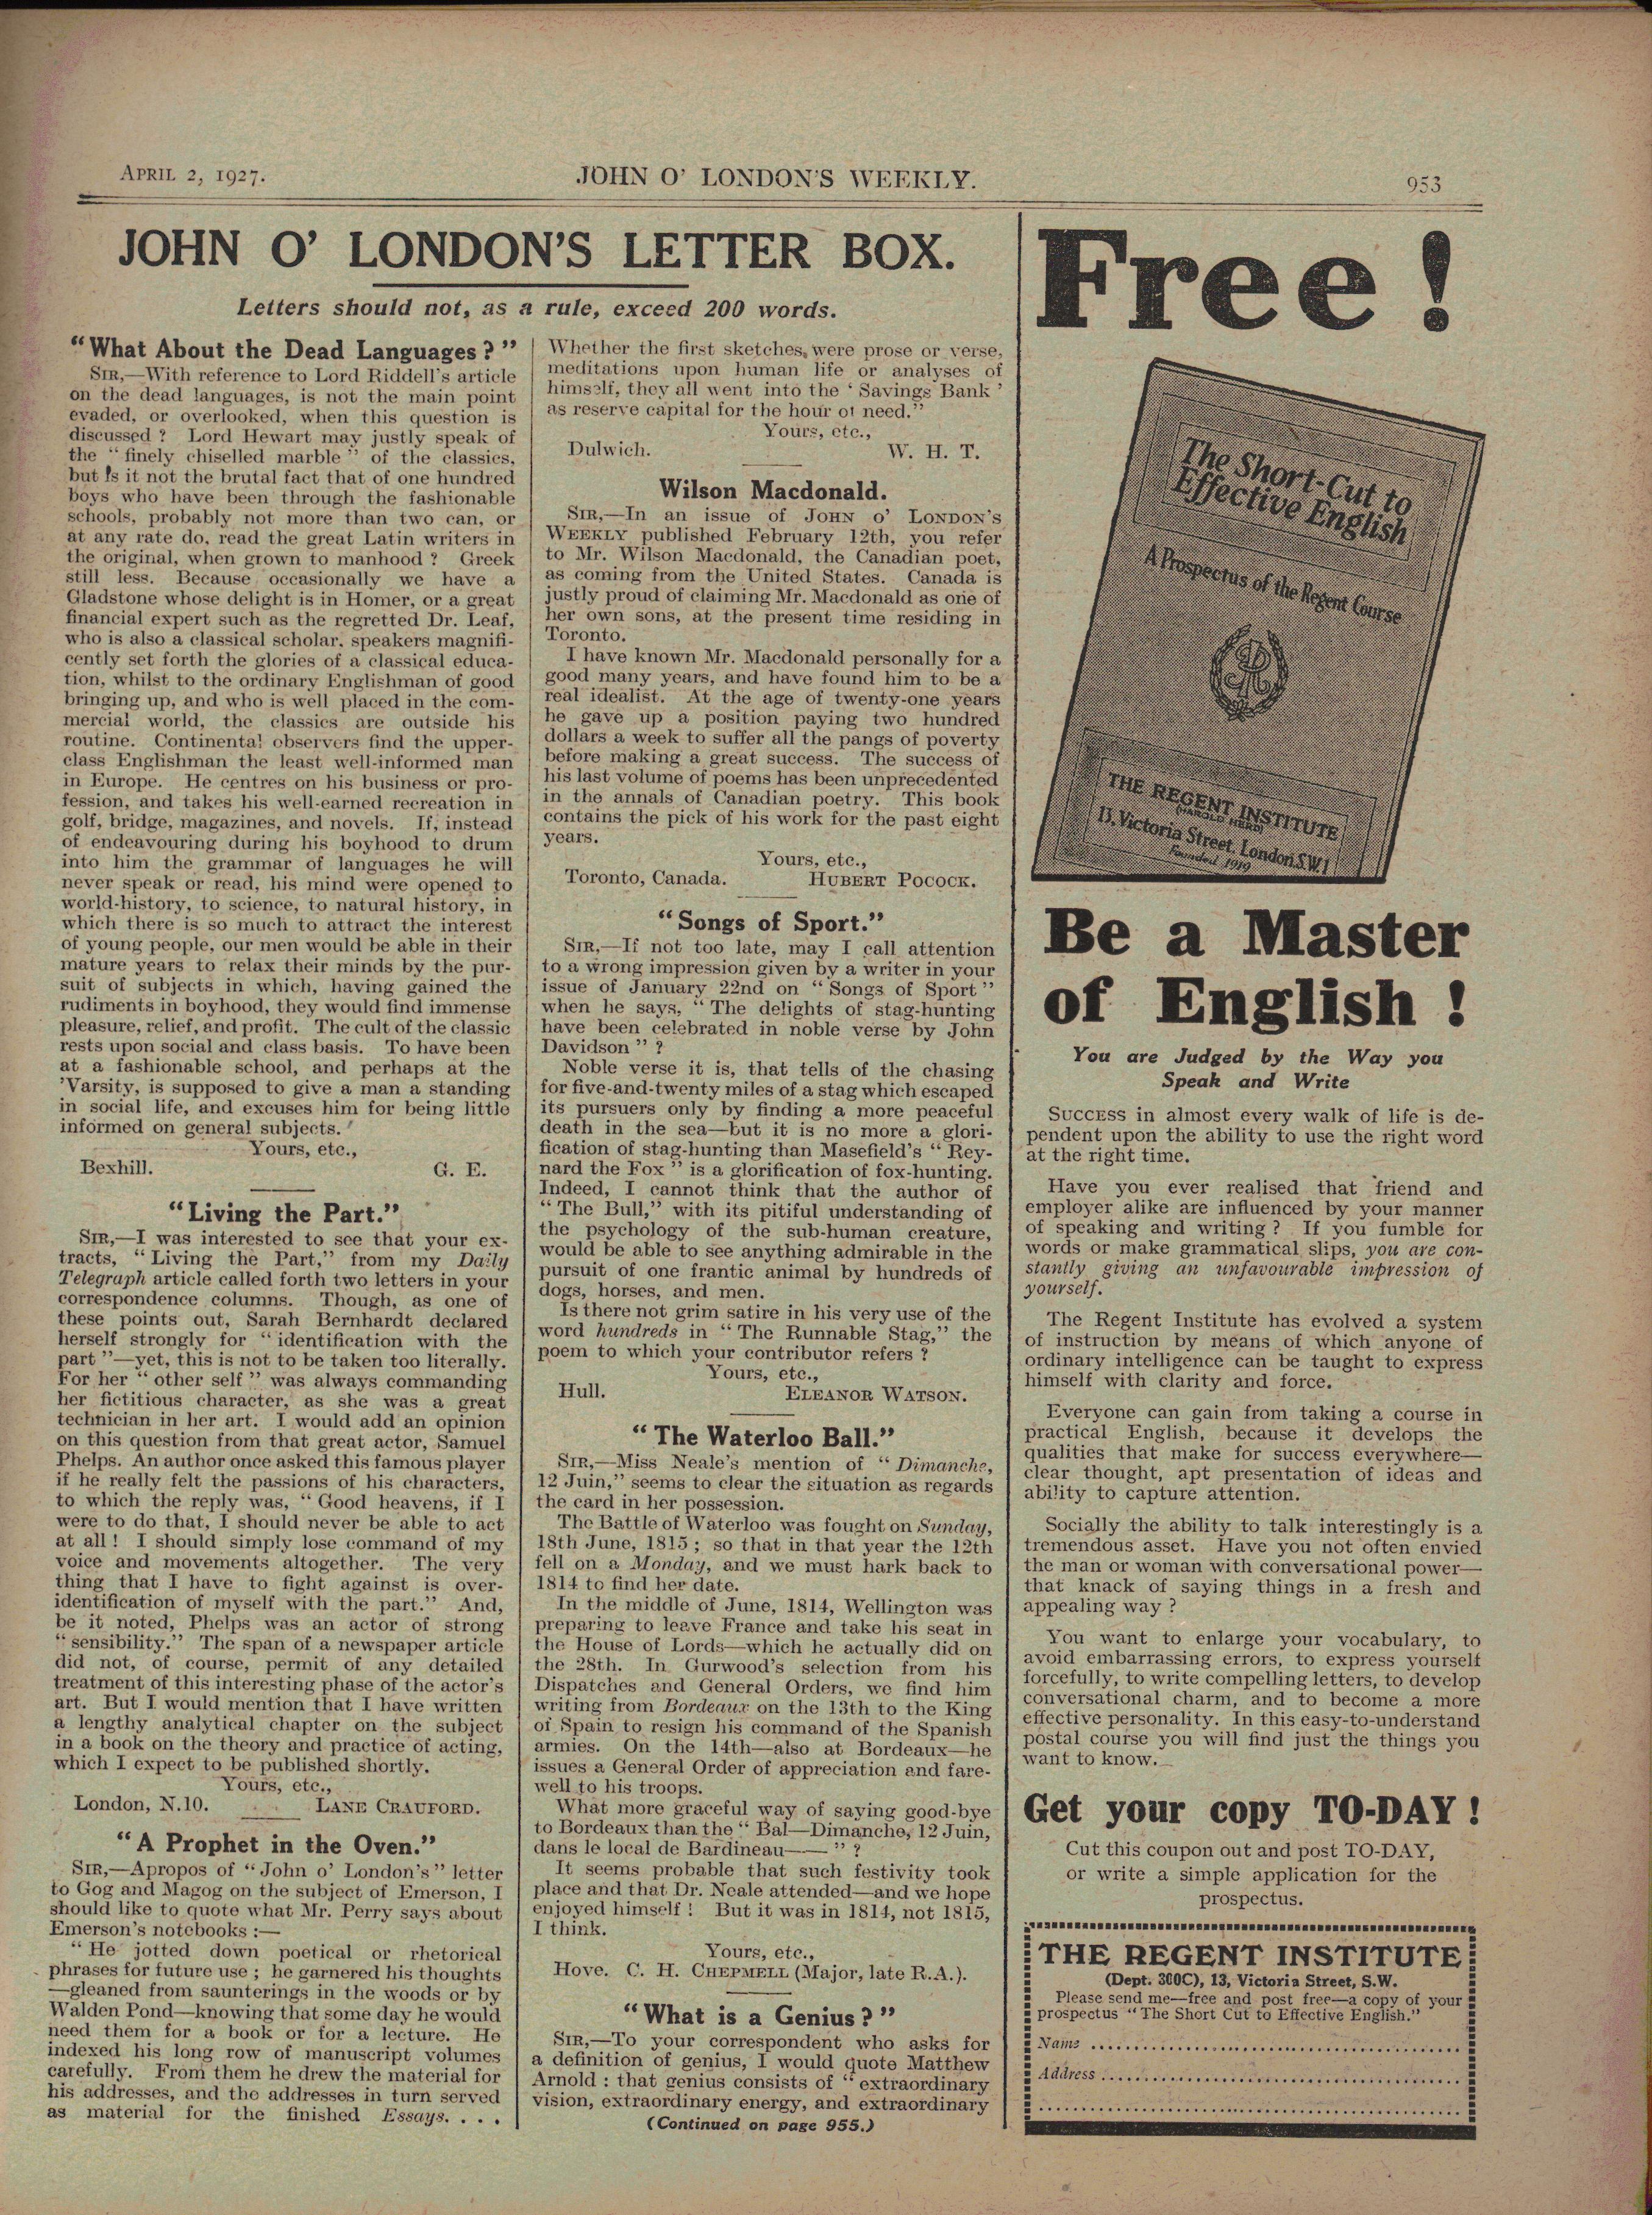 APRIL 2, 1927.
JOHN O' LONDON'S WEEKLY.
953
JOHN O' LONDON'S LETTER BOX.
Letters should not, as a rule, exceed 200 words.
"What About the Dead Languages?"
SIR,—With reference to Lord Riddell's article
on the dead languages, is not the main point
evaded, or overlooked, when this question is
discussed? Lord Hewart may justly speak of
the "finely chiselled marble" of the classics,
but is it not the brutal fact that of one hundred
boys who have been through the fashionable
schools, probably not more than two can, or
at any rate do, read the great Latin writers in
the original, when grown to manhood? Greek
still less. Because occasionally we have a
Gladstone whose delight is in Homer, or a great
financial expert such as the regretted Dr. Leaf,
who is also a classical scholar, speakers magnifi-
cently set forth the glories of a classical educa-
tion, whilst to the ordinary Englishman of good
bringing up, and who is well placed in the com-
mercial world, the classics are outside his
routine. Continental observers find the upper-
class Englishman the least well-informed man
in Europe. He centres on his business or pro-
fession, and takes his well-earned recreation in
golf, bridge, magazines, and novels. If, instead
of endeavouring during his boyhood to drum
into him the grammar of languages he will
never speak or read, his mind were opened to
world-history, to science, to natural history, in
which there is so much to attract the interest
of young people, our men would be able in their
mature years to relax their minds by the pur-
suit of subjects in which, having gained the
rudiments in boyhood, they would find immense
pleasure, relief, and profit. The cult of the classic
rests upon social and class basis. To have been
at a fashionable school, and perhaps at the
'Varsity, is supposed to give a man a standing
in social life, and excuses him for being little
informed on general subjects.
Yours, etc.,
Bexhill. G. E.
"Living the Part."
SIR,—I was interested to see that your ex-
tracts, "Living the Part," from my Daily
Telegraph article called forth two letters in your
correspondence columns. Though, as one of
these points out, Sarah Bernhardt declared
herself strongly for "identification with the
part"—yet, this is not to be taken too literally.
For her "other self" was always commanding
her fictitious character, as she was a great
technician in her art. I would add an opinion
on this question from that great actor, Samuel
Phelps. An author once asked this famous player
if he really felt the passions of his characters,
to which the reply was, "Good heavens, if I
were to do that, I should never be able to act
at all! I should simply lose command of my
voice and movements altogether. The very
thing that I have to fight against is over-
identification of myself with the part." And,
be it noted, Phelps was an actor of strong
"sensibility." The span of a newspaper article
did not, of course, permit of any detailed
treatment of this interesting phase of the actor's
art. But I would mention that I have written
a lengthy analytical chapter on the subject
in a book on the theory and practice of acting,
which I expect to be published shortly.
Yours, etc.,
London, N.10. LANE CRAUFORD.
"A Prophet in the Oven."
SIR,—Apropos of "John o' London's" letter
to Gog and Magog on the subject of Emerson, I
should like to quote what Mr. Perry says about
Emerson's notebooks:—
"He jotted down poetical or rhetorical
phrases for future use; he garnered his thoughts
—gleaned from saunterings in the woods or by
Walden Pond—knowing that some day he would
need them for a book or for a lecture. He
indexed his long row of manuscript volumes
carefully. From them he drew the material for
his addresses, and the addresses in turn served
as material for the finished Essays. . . .
Whether the first sketches were prose or verse,
meditations upon human life or analyses of
himself, they all went into the 'Savings Bank'
as reserve capital for the hour of need."
Yours, etc.,
Dulwich. W. H. T.
Wilson Macdonald.
SIR,—In an issue of JOHN O' LONDON'S
WEEKLY published February 12th, you refer
to Mr. Wilson Macdonald, the Canadian poet,
as coming from the United States. Canada is
justly proud of claiming Mr. Macdonald as one of
her own sons, at the present time residing in
Toronto.
I have known Mr. Macdonald personally for a
good many years, and have found him to be a
real idealist. At the age of twenty-one years
he gave up a position paying two hundred
dollars a week to suffer all the pangs of poverty
before making a great success. The success of
his last volume of poems has been unprecedented
in the annals of Canadian poetry. This book
contains the pick of his work for the past eight
years.
Yours, etc.,
Toronto, Canada. HUBERT POCOCK.
"Songs of Sport."
SIR,—If not too late, may I call attention
to a wrong impression given by a writer in your
issue of January 22nd on "Songs of Sport"
when he says, "The delights of stag-hunting
have been celebrated in noble verse by John
Davidson"?
Noble verse it is, that tells of the chasing
for five-and-twenty miles of a stag which escaped
its pursuers only by finding a more peaceful
death in the sea—but it is no more a glori-
fication of stag-hunting than Masefield's "Rey-
nard the Fox" is a glorification of fox-hunting.
Indeed, I cannot think that the author of
"The Bull," with its pitiful understanding of
the psychology of the sub-human creature,
would be able to see anything admirable in the
pursuit of one frantic animal by hundreds of
dogs, horses, and men.
Is there not grim satire in his very use of the
word hundreds in "The Runnable Stag," the
poem to which your contributor refers?
Yours, etc.,
Hull. ELEANOR WATSON.
"The Waterloo Ball."
SIR,—Miss Neale's mention of "Dimanche,
12 Juin," seems to clear the situation as regards
the card in her possession.
The Battle of Waterloo was fought on Sunday,
18th June, 1815; so that in that year the 12th
fell on a Monday, and we must hark back to
1814 to find her date.
In the middle of June, 1814, Wellington was
preparing to leave France and take his seat in
the House of Lords—which he actually did on
the 28th. In Gurwood's selection from his
Dispatches and General Orders, we find him
writing from Bordeaux on the 13th to the King
of Spain to resign his command of the Spanish
armies. On the 14th—also at Bordeaux—he
issues a General Order of appreciation and fare-
well to his troops.
What more graceful way of saying good-bye
to Bordeaux than the "Bal—Dimanche, 12 Juin,
dans le local de Bardineau——"?
It seems probable that such festivity took
place and that Dr. Neale attended—and we hope
enjoyed himself! But it was in 1814, not 1815,
I think.
Yours, etc.,
Hove. C. H. CHEPMELL (Major, late R.A.).
"What is a Genius?"
SIR,—To your correspondent who asks for
a definition of genius, I would quote Matthew
Arnold: that genius consists of "extraordinary
vision, extraordinary energy, and extraordinary
(Continued on page 955.)
Free!
The Short-Cut to
Effective English
A Prospectus of the Regent Course
THE REGENT INSTITUTE
(HAROLD HERD)
13, Victoria Street, London S.W.1
Founded 1919
Be a Master
of English!
You are Judged by the Way you
Speak and Write
SUCCESS in almost every walk of life is de-
pendent upon the ability to use the right word
at the right time.
Have you ever realised that friend and
employer alike are influenced by your manner
of speaking and writing? If you fumble for
words or make grammatical slips, you are con-
stantly giving an unfavourable impression of
yourself.
The Regent Institute has evolved a system
of instruction by means of which anyone of
ordinary intelligence can be taught to express
himself with clarity and force.
Everyone can gain from taking a course in
practical English, because it develops the
qualities that make for success everywhere—
clear thought, apt presentation of ideas and
ability to capture attention.
Socially the ability to talk interestingly is a
tremendous asset. Have you not often envied
the man or woman with conversational power—
that knack of saying things in a fresh and
appealing way?
You want to enlarge your vocabulary, to
avoid embarrassing errors, to express yourself
forcefully, to write compelling letters, to develop
conversational charm, and to become a more
effective personality. In this easy-to-understand
postal course you will find just the things you
want to know.
Get your copy TO-DAY!
Cut this coupon out and post TO-DAY,
or write a simple application for the
prospectus.
THE REGENT INSTITUTE
(Dept. 300C), 13, Victoria Street, S.W.
Please send me—free and post free—a copy of your
prospectus "The Short Cut to Effective English."
Name
Address